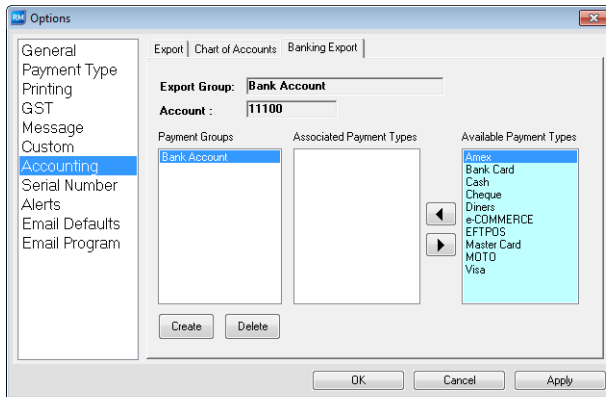 RM Options
General
Payment Type
Printing
GST
Message
Custom
Accounting
Serial Number
Alerts
Email Defaults
Email Program
Export Chart of Accounts Banking Export
Export Group: Bank Account
Account : 11100
Payment Groups
Bank Account
Associated Payment Types
Available Payment Types
Amex
Bank Card
Cash
Cheque
Diners
e-COMMERCE
EFTPOS
Master Card
MOTO
Visa
Create Delete
OK Cancel Apply